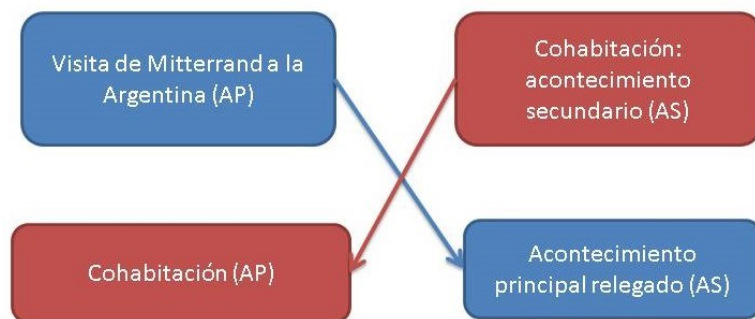 Visita de Mitterrand a la
Argentina (AP)
Cohabitación:
acontecimiento
secundario (AS)
Cohabitación (AP)
Acontecimiento
principal relegado (AS)